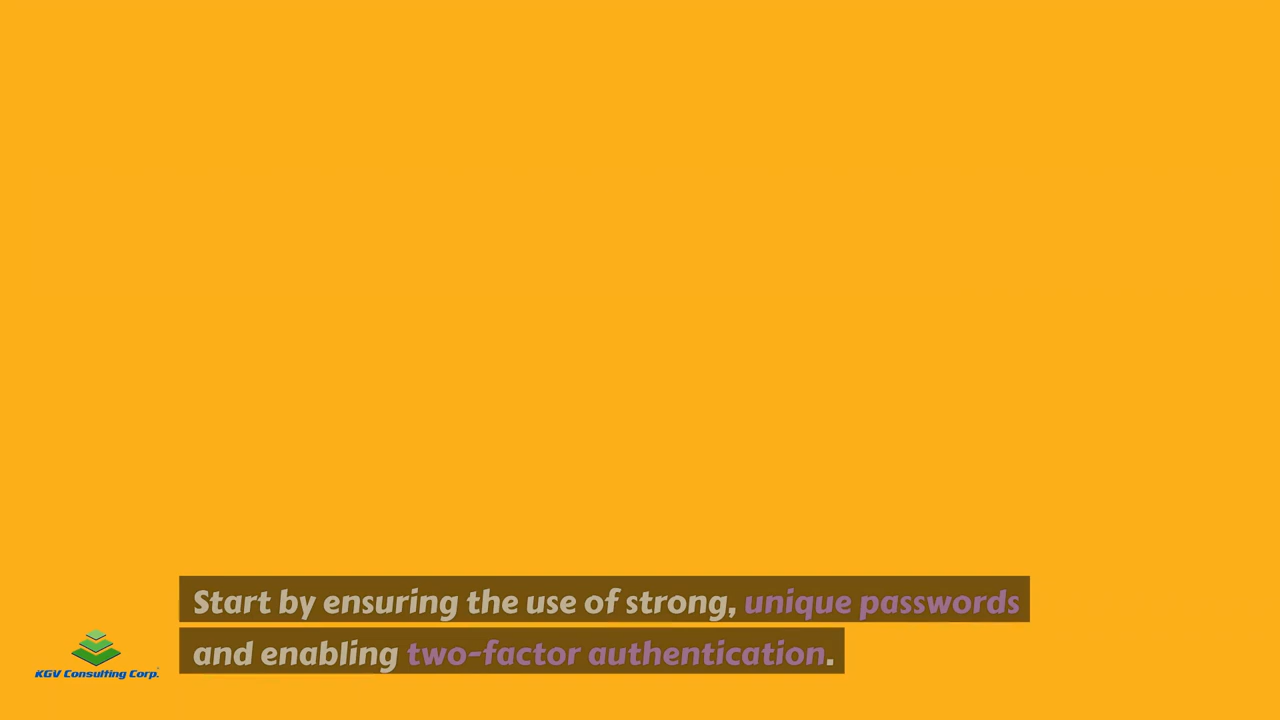 Start by ensuring the use of strong, unique passwords
and enabling two-factor authentication.
KGV Consulting Corp.